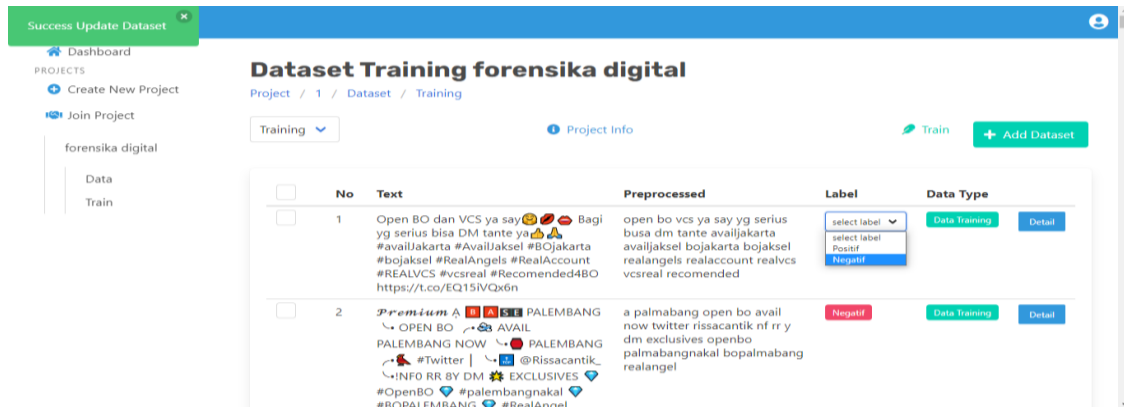 Success Update Dataset
Dashboard
PROJECTS
Create New Project
Join Project
forensika digital
Data
Train
Dataset Training forensika digital
Project / 1 / Dataset / Training
Training
Project Info
Train
+ Add Dataset
No Text Preprocessed Label Data Type
1
Open BO dan VCS ya say🤗💋👄 Bagi
yg serius bisa DM tante ya👍🙏
#availJakarta #AvailJaksel #BOjakarta
#bojaksel #RealAngels #RealAccount
#REALVCS #vcsreal #Recomended4BO
https://t.co/EQ15iVQx6n
open bo vcs ya say yg serius
busa dm tante availjakarta
availjaksel bojakarta bojaksel
realangels realaccount realvcs
vcsreal recomended
select label
select label
Positif
Negatif
Data Training
Detail
2
𝓟𝓻𝓮𝓶𝓲𝓾𝓶 Ạ B A S E PALEMBANG
OPEN BO AVAIL
PALEMBANG NOW PALEMBANG
#Twitter | @Rissacantik_
!NF0 RR 8Y DM EXCLUSIVES 💎
#OpenBO 💎 #palembangnakal 💎
#BOPALEMBANG 💎 #RealAngel
a palmabang open bo avail
now twitter rissacantik nf rr y
dm exclusives openbo
palmabangnakal bopalmabang
realangel
Negatif
Data Training
Detail